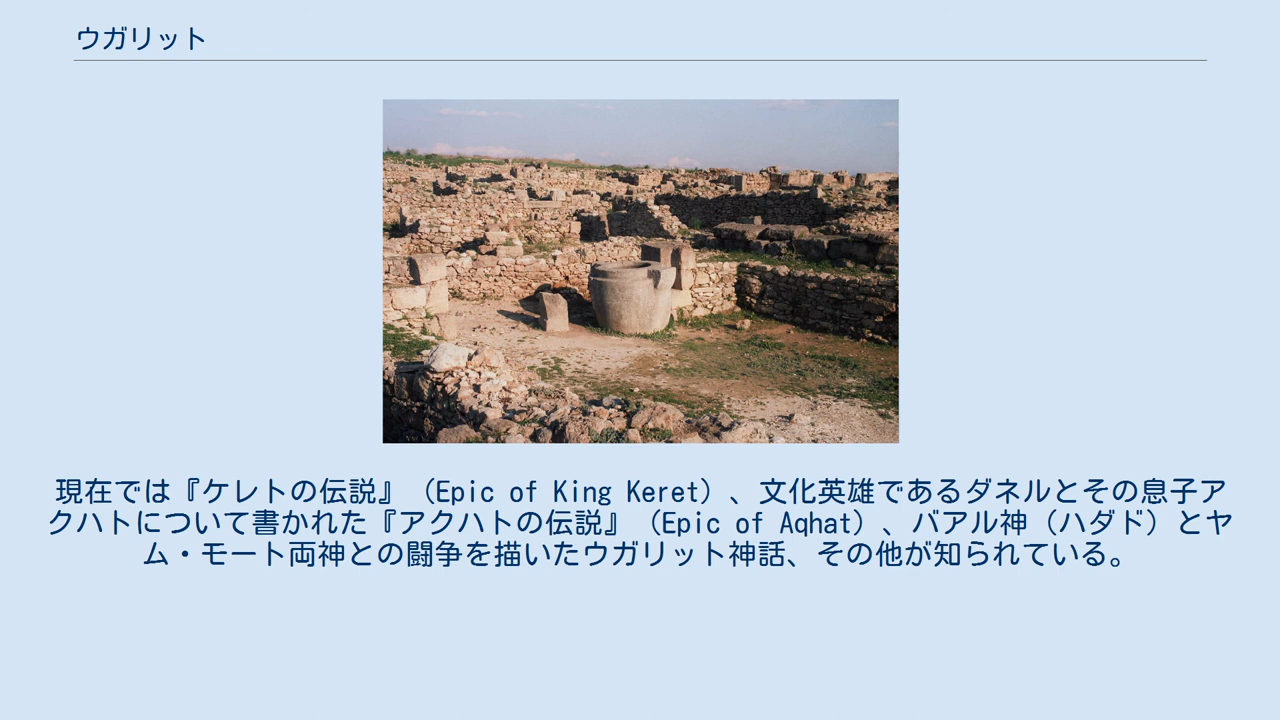 ウガリット
現在では『ケレトの伝説』（Epic of King Keret）、文化英雄であるダネルとその息子ア
クハトについて書かれた『アクハトの伝説』（Epic of Aqhat）、バアル神（ハダド）とヤ
ム・モート両神との闘争を描いたウガリット神話、その他が知られている。